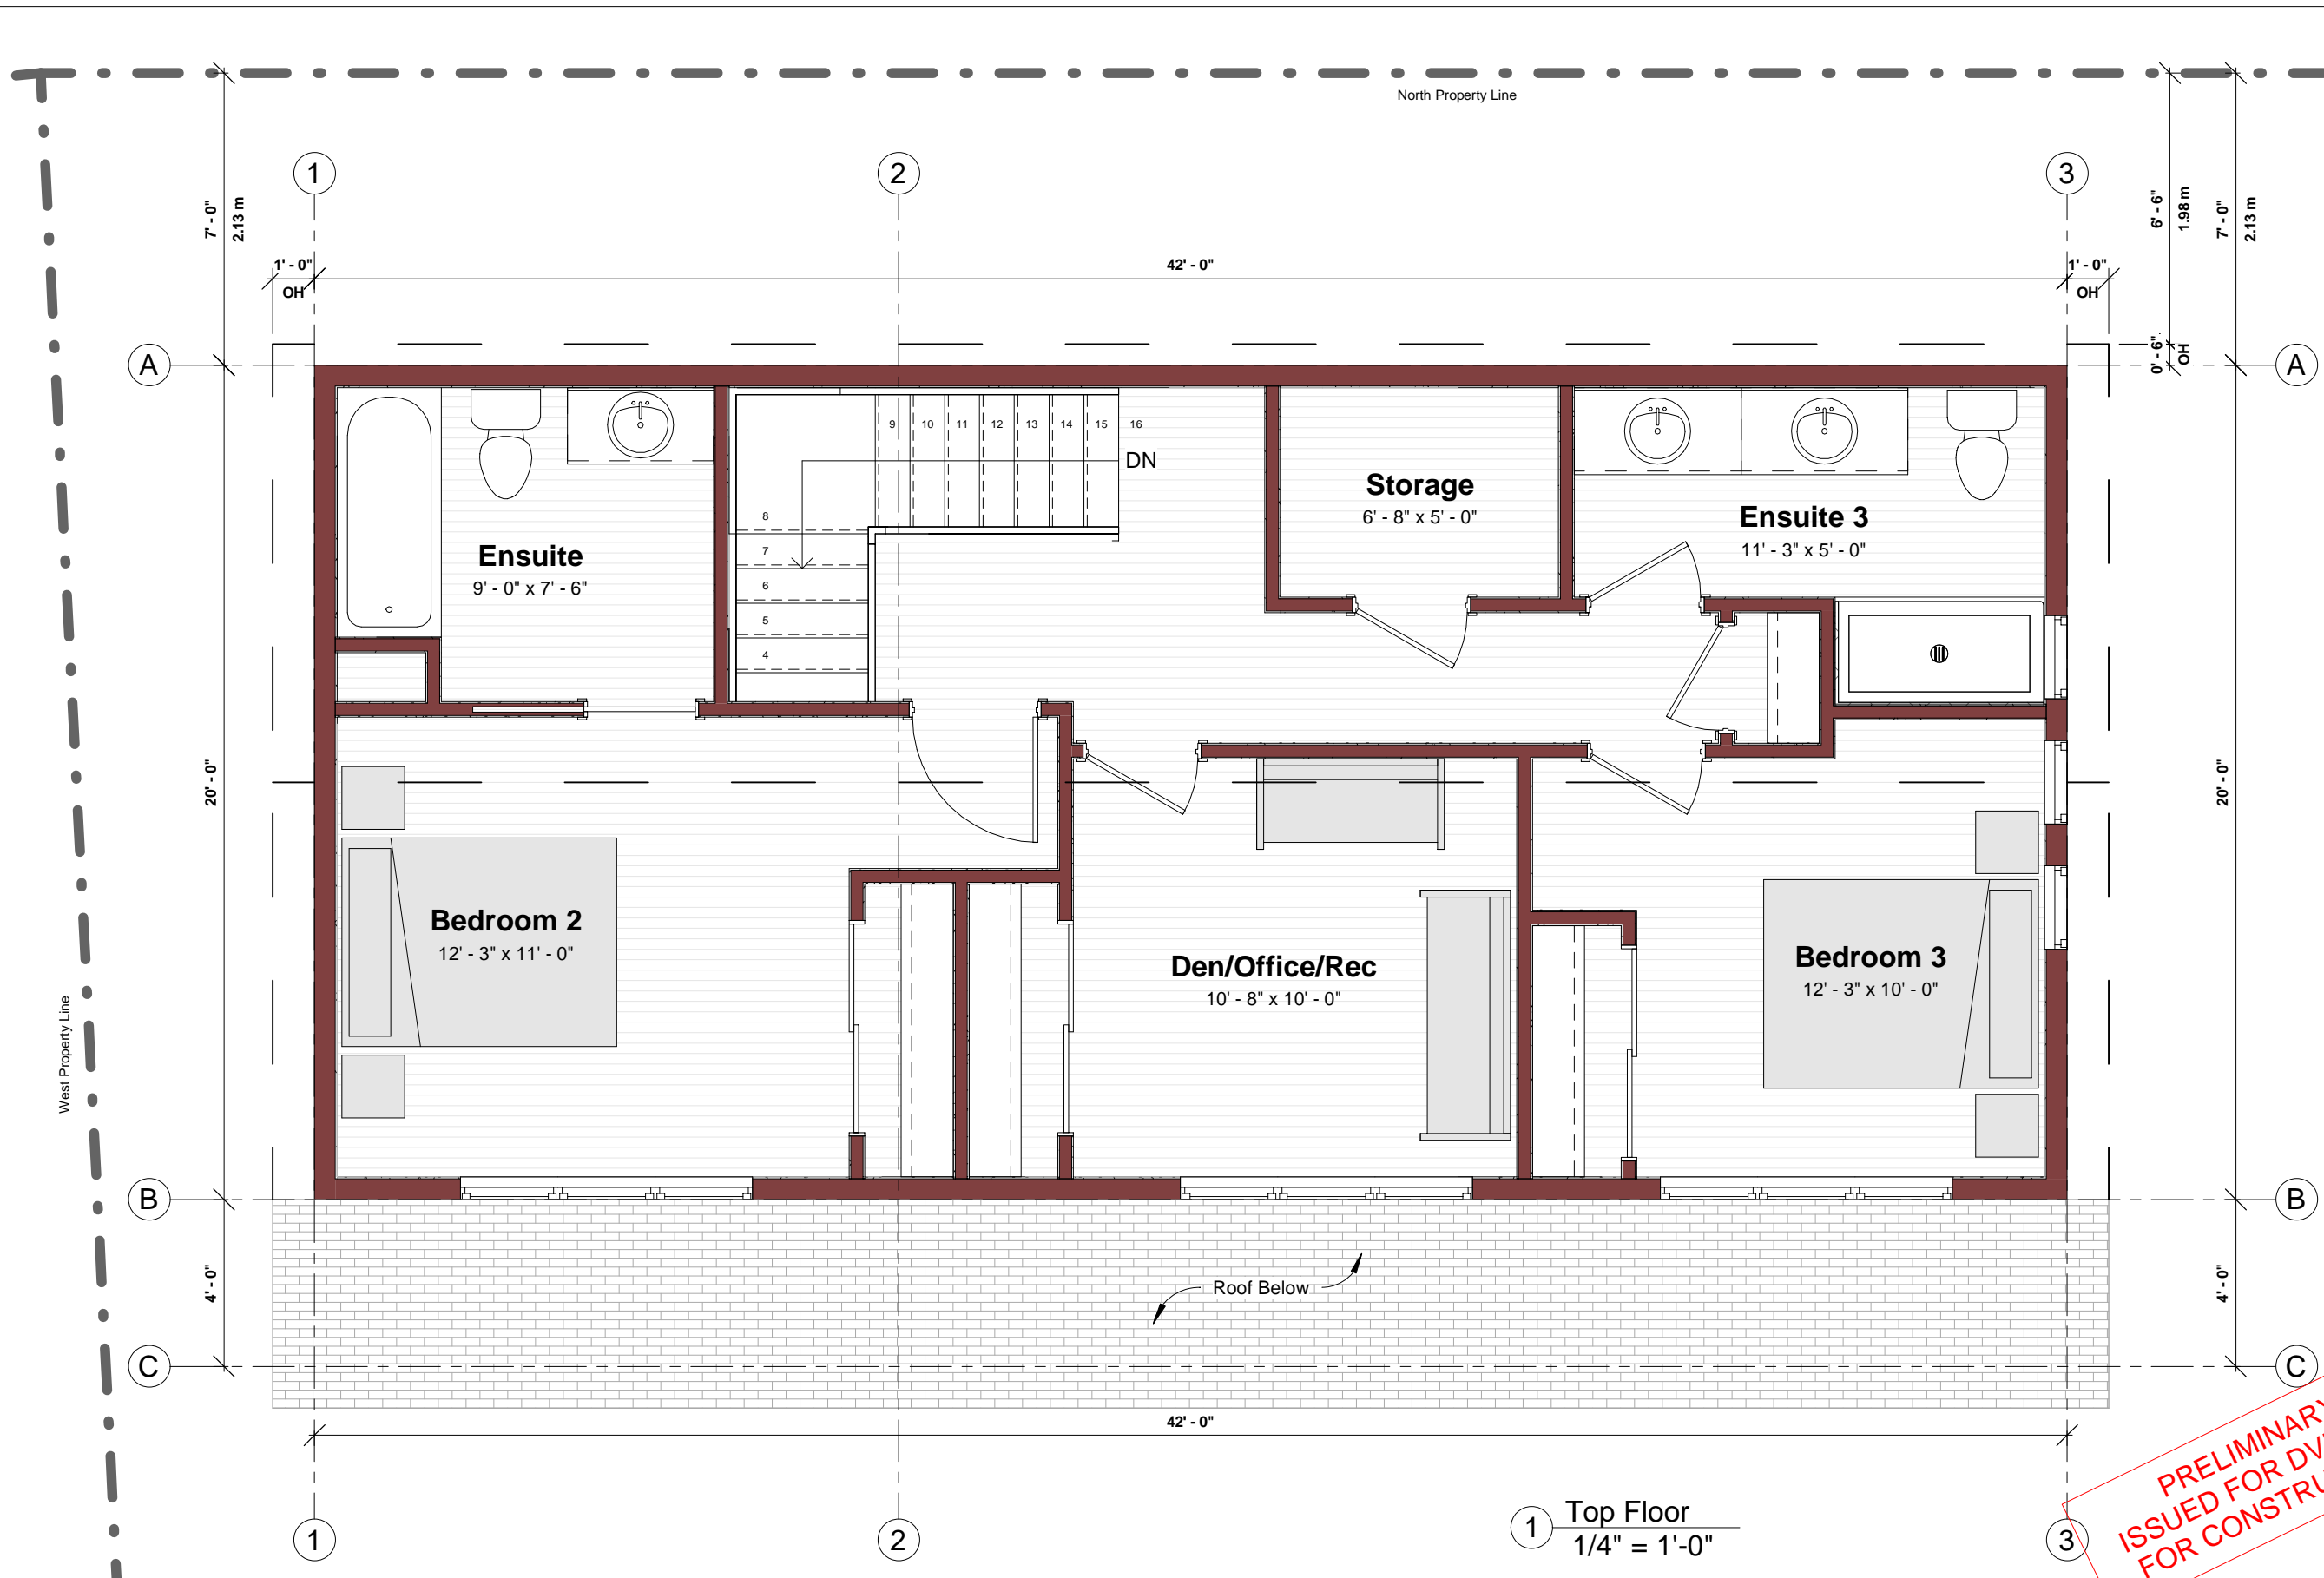 North Property Line
1
2
3
7' - 0"
2.13 m
6' - 6"
1.98 m
7' - 0"
2.13 m
1' - 0"
OH
42' - 0"
1' - 0"
OH
0' - 6"
OH
A
A
9 10 11 12 13 14 15 16
DN
8
7
6
5
4
Ensuite
9' - 0" x 7' - 6"
Storage
6' - 8" x 5' - 0"
Ensuite 3
11' - 3" x 5' - 0"
20' - 0"
20' - 0"
Bedroom 2
12' - 3" x 11' - 0"
Den/Office/Rec
10' - 8" x 10' - 0"
Bedroom 3
12' - 3" x 10' - 0"
West Property Line
B
B
4' - 0"
4' - 0"
Roof Below
C
C
42' - 0"
1
2
3
1
Top Floor
1/4" = 1'-0"
PRELIMINARY
ISSUED FOR
FOR